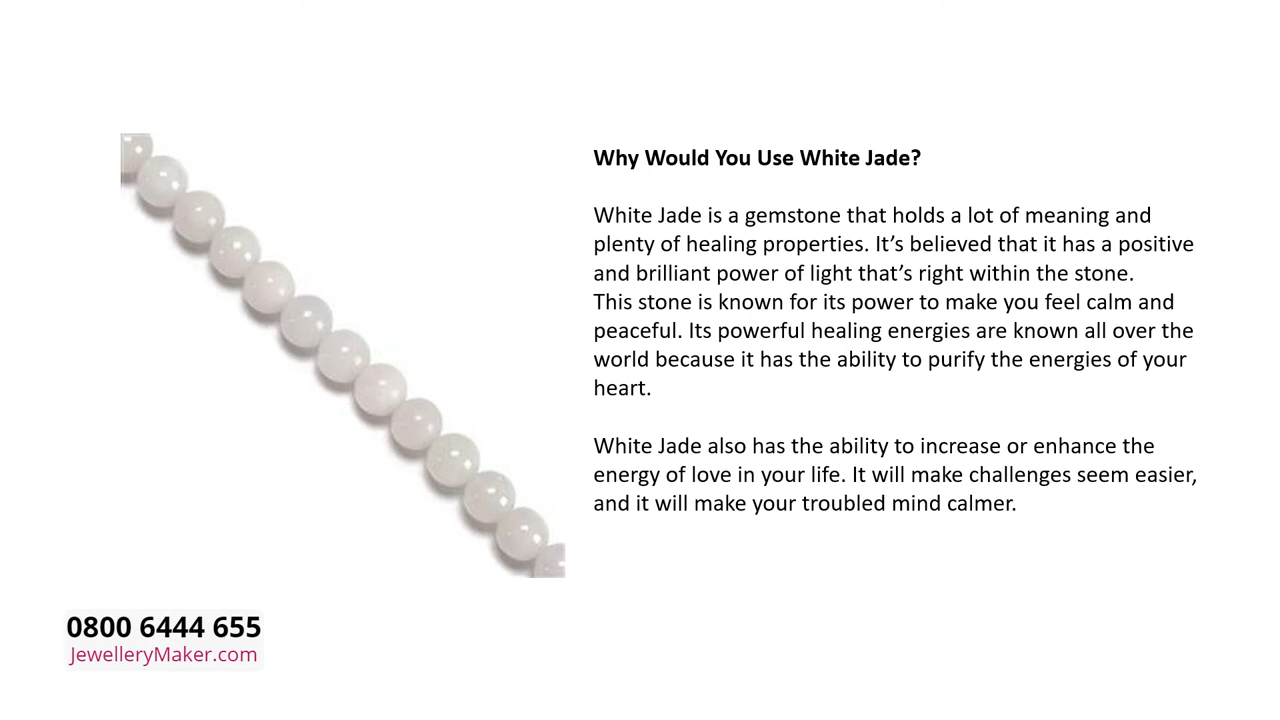 Why Would You Use White Jade?
White Jade is a gemstone that holds a lot of meaning and
plenty of healing properties. It’s believed that it has a positive
and brilliant power of light that’s right within the stone.
This stone is known for its power to make you feel calm and
peaceful. Its powerful healing energies are known all over the
world because it has the ability to purify the energies of your
heart.
White Jade also has the ability to increase or enhance the
energy of love in your life. It will make challenges seem easier,
and it will make your troubled mind calmer.
0800 6444 655
JewelleryMaker.com